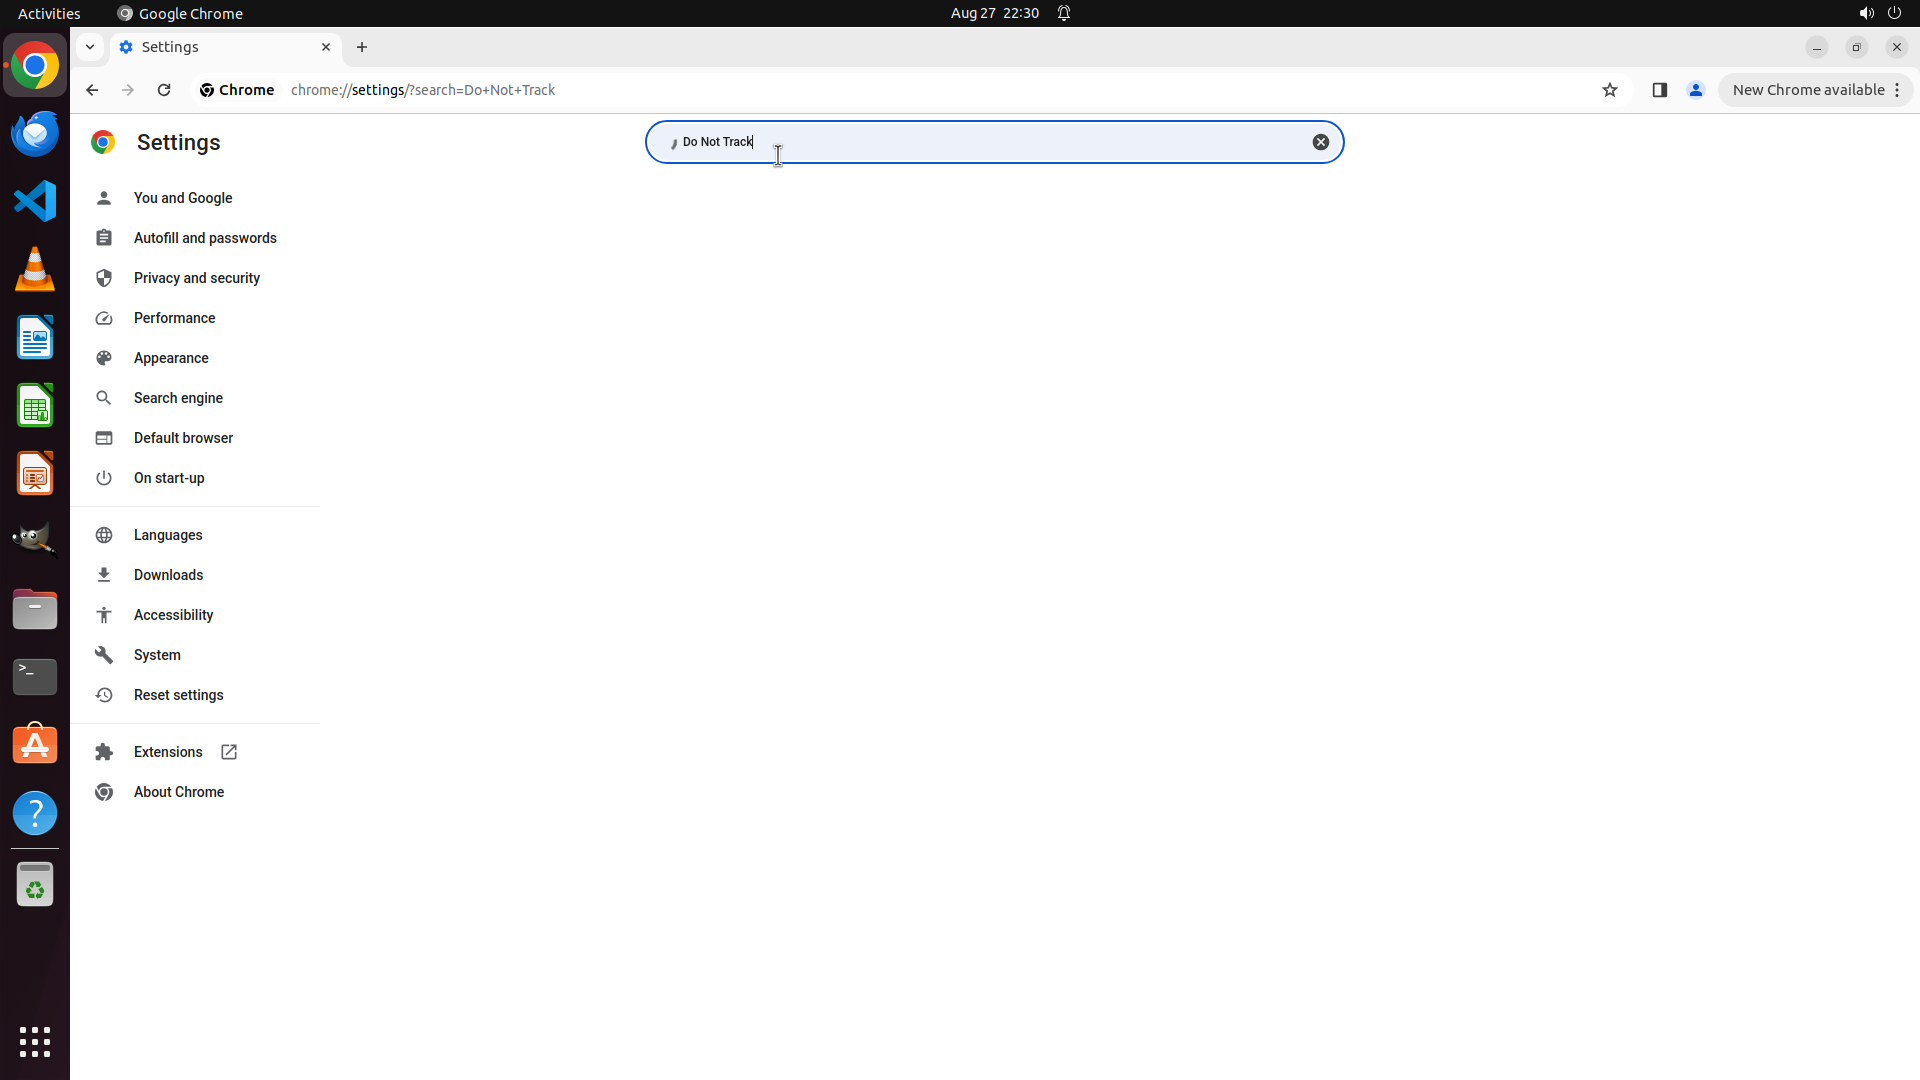 Activities
Google Chrome
Aug 27 22:30
Settings
Chrome
chrome://settings/?search=Do+Not+Track
New Chrome available
Settings
Do Not Track
You and Google
Autofill and passwords
Privacy and security
Performance
Appearance
Search engine
Default browser
On start-up
Languages
Downloads
Accessibility
System
Reset settings
Extensions
About Chrome